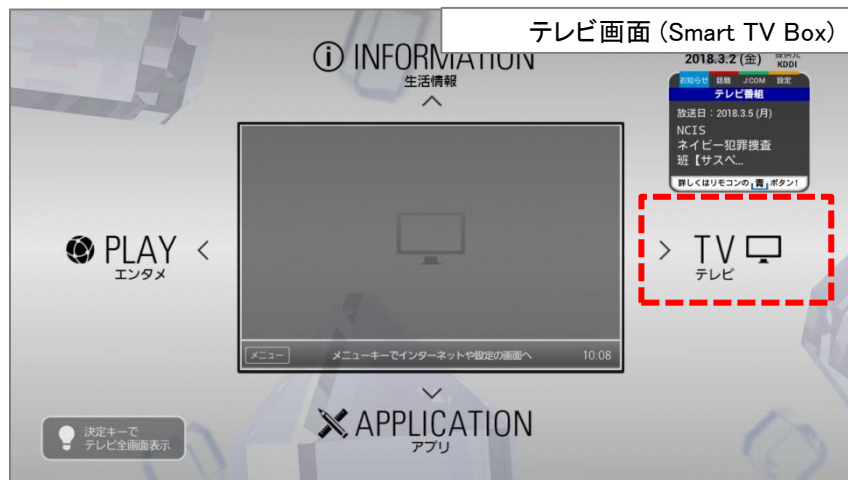 テレビ画面 (Smart TV Box)
INFORMATION
生活情報
2018.3.2 (金) 提供元 KDDI
お知らせ 話題 J:COM 設定
テレビ番組
放送日：2018.3.5 (月)
NCIS
ネイビー犯罪捜査
班【サスペ...
詳しくはリモコンの「青」ボタン!
PLAY
エンタメ
TV
テレビ
メニュー メニューキーでインターネットや設定の画面へ 10:08
APPLICATION
アプリ
決定キーで
テレビ全画面表示